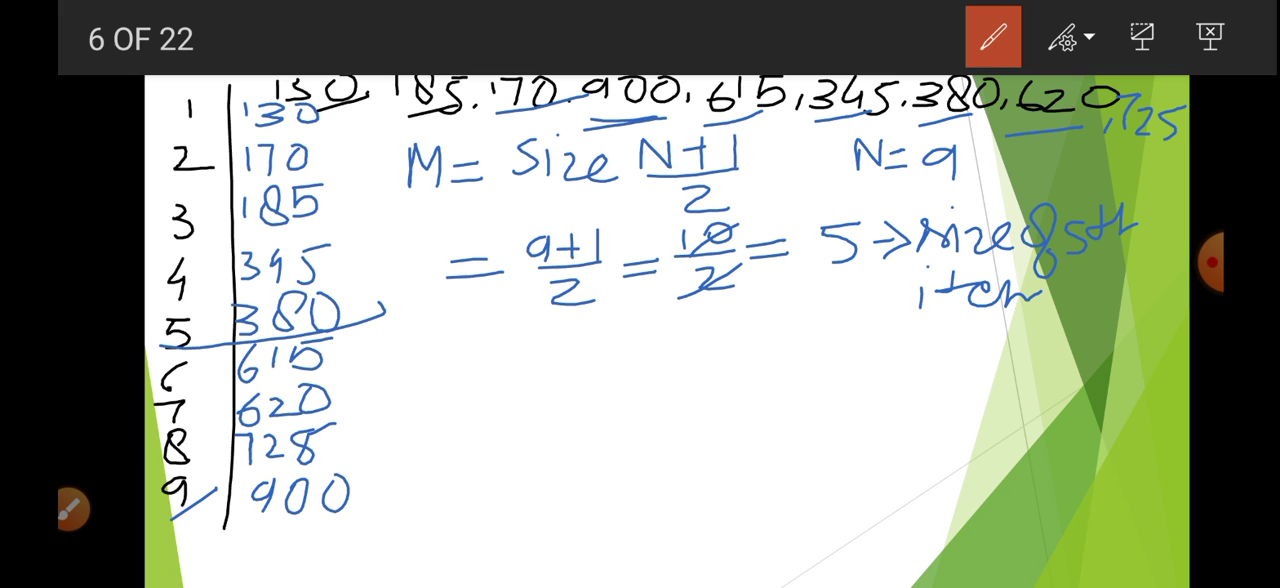 6 OF 22
130, 185, 170, 900, 615, 345, 380, 620, 725
1 130
2 170
3 185
4 345
5 380
6 615
7 620
8 725
9 900
M = Size N+1/2 N = 9
= 9+1/2 = 10/2 = 5 → size of 5th
item